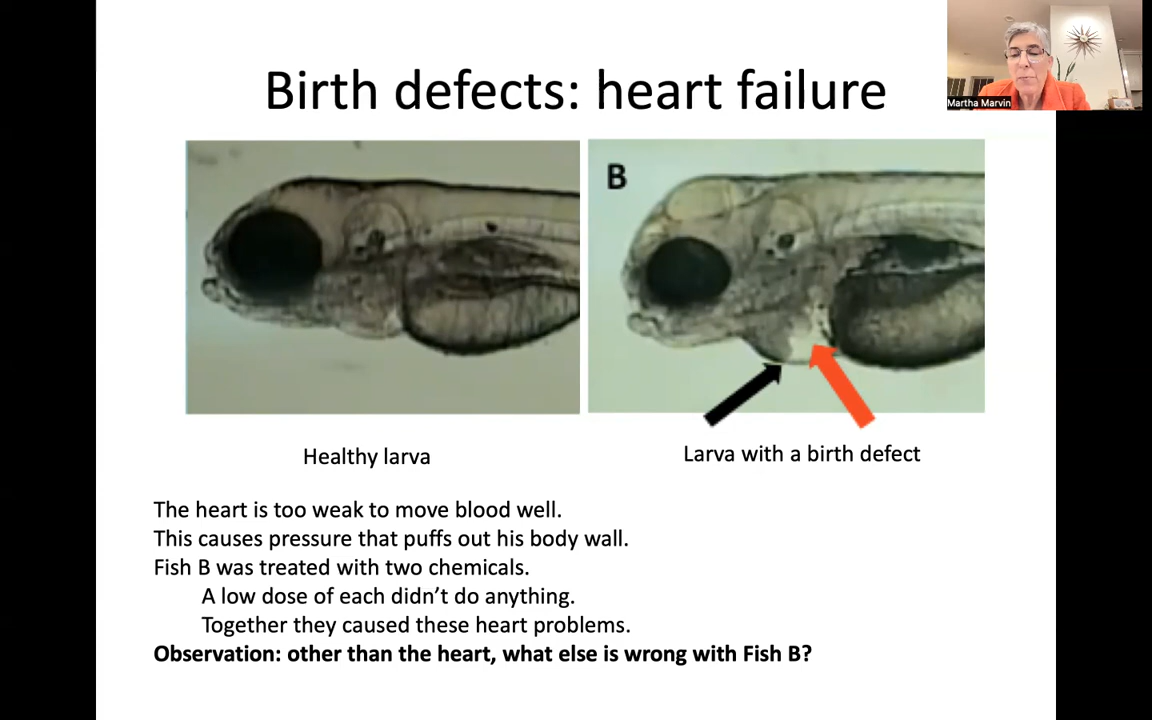 Birth defects: heart failure
Martha Marvin
B
Healthy larva
Larva with a birth defect
The heart is too weak to move blood well.
This causes pressure that puffs out his body wall.
Fish B was treated with two chemicals.
A low dose of each didn’t do anything.
Together they caused these heart problems.
Observation: other than the heart, what else is wrong with Fish B?